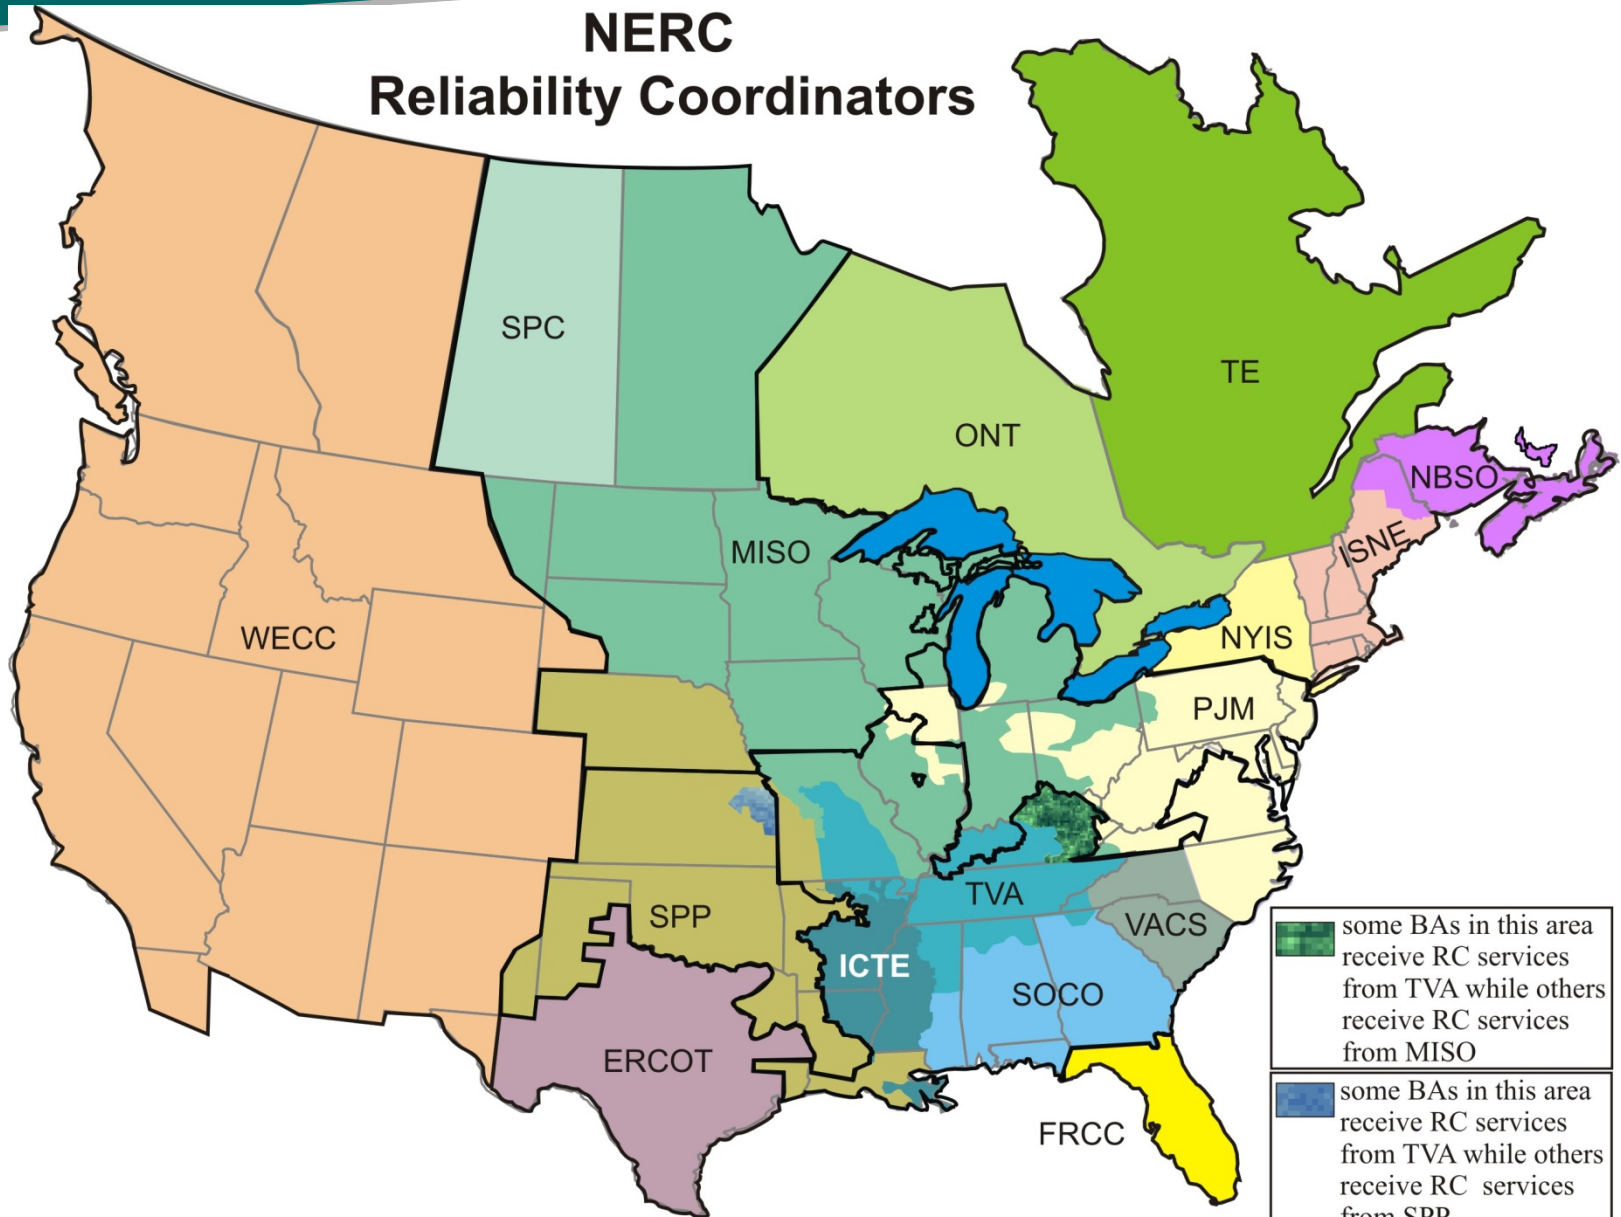 NERC
Reliability Coordinators
SPC
TE
ONT
NBSO
MISO
ISNE
WECC
NYIS
PJM
TVA
SPP
VACS
ICTE
SOCO
ERCOT
FRCC
some BAs in this area
receive RC services
from TVA while others
receive RC services
from MISO
some BAs in this area
receive RC services
from TVA while others
receive RC services
from SPP